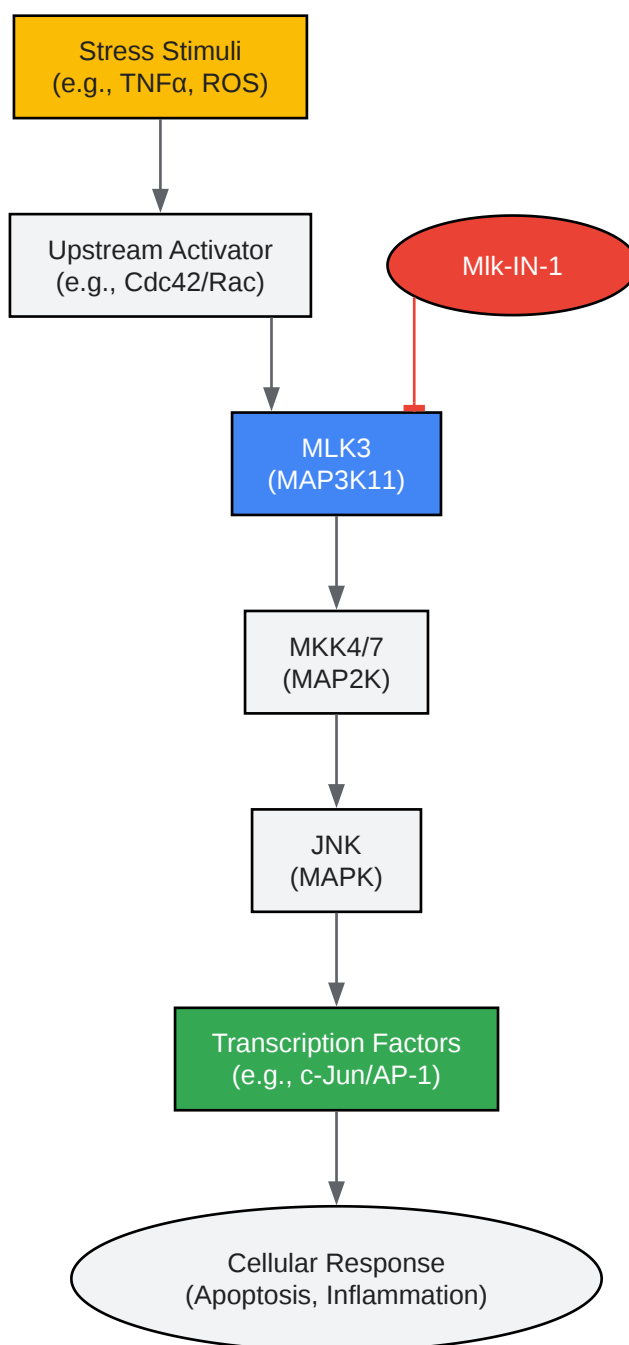 Stress Stimuli
(e.g., TNFα, ROS)
Upstream Activator
(e.g., Cdc42/Rac)
Mlk-IN-1
MLK3
(MAP3K11)
MKK4/7
(MAP2K)
JNK
(MAPK)
Transcription Factors
(e.g., c-Jun/AP-1)
Cellular Response
(Apoptosis, Inflammation)